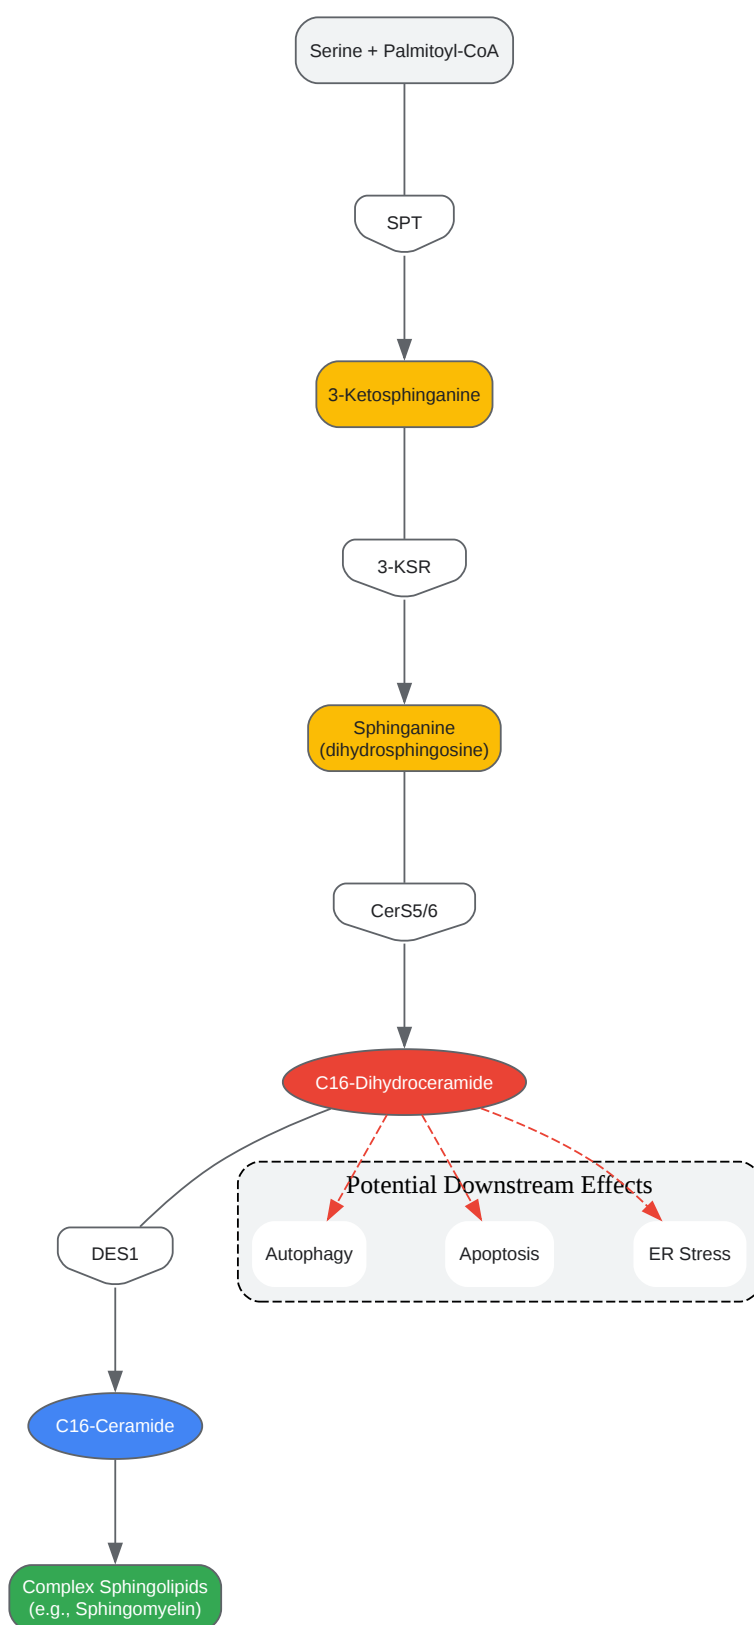 Serine + Palmitoyl-CoA
SPT
3-Ketosphinganine
3-KSR
Sphinganine
(dihydrosphingosine)
CerS5/6
C16-Dihydroceramide
Potential Downstream Effects
DES1
Autophagy
Apoptosis
ER Stress
C16-Ceramide
Complex Sphingolipids
(e.g., Sphingomyelin)